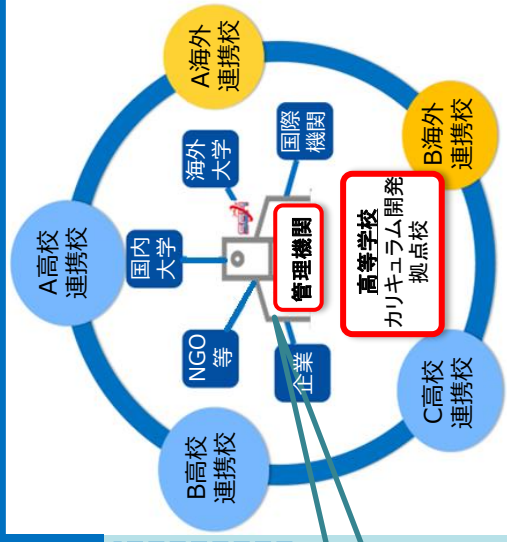 A高校
連携校
A海外
連携校
B高校
連携校
国内
大学
海外
大学
NGO
等
国際
機関
企業
管理機関
高等学校
カリキュラム開発
拠点校
B海外
連携校
C高校
連携校